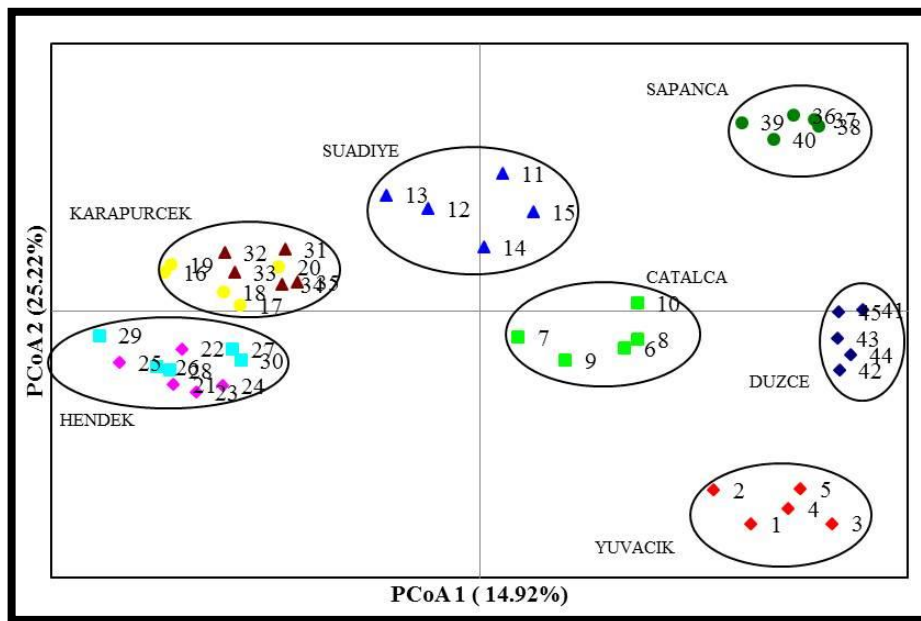 SAPANCA
39 36 37
40 38
SUADIYE
11
13
12 15
14
KARAPURCEK
32 31
19 20
16 33
18 34 35
17
CATALCA
10
7 8
9 6
45 41
43
44
42
DUZCE
29 22 27
25 26 28 30
21 24
23
HENDEK
2 5
4
1 3
YUVACIK
PCoA 2 (25.22%)
PCoA 1 ( 14.92%)